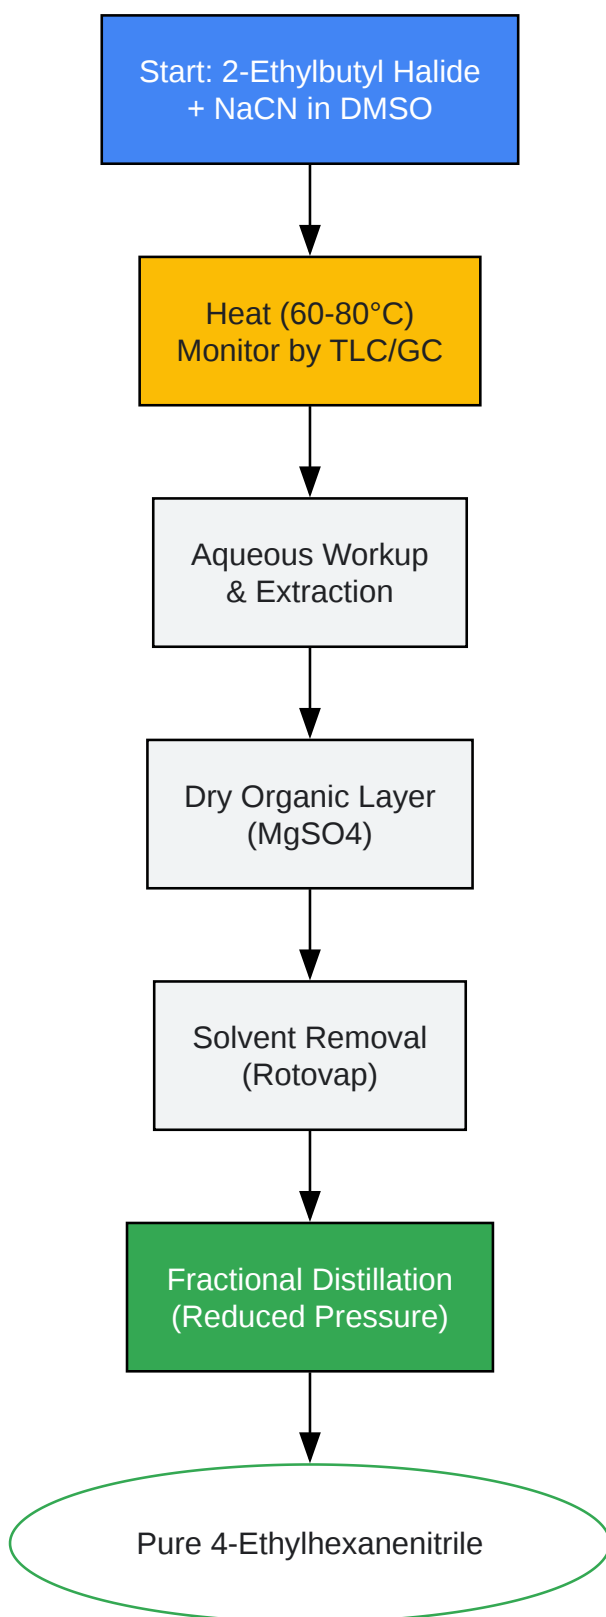 Start: 2-Ethylbutyl Halide
+ NaCN in DMSO
Heat (60-80°C)
Monitor by TLC/GC
Aqueous Workup
& Extraction
Dry Organic Layer
(MgSO4)
Solvent Removal
(Rotovap)
Fractional Distillation
(Reduced Pressure)
Pure 4-Ethylhexanenitrile